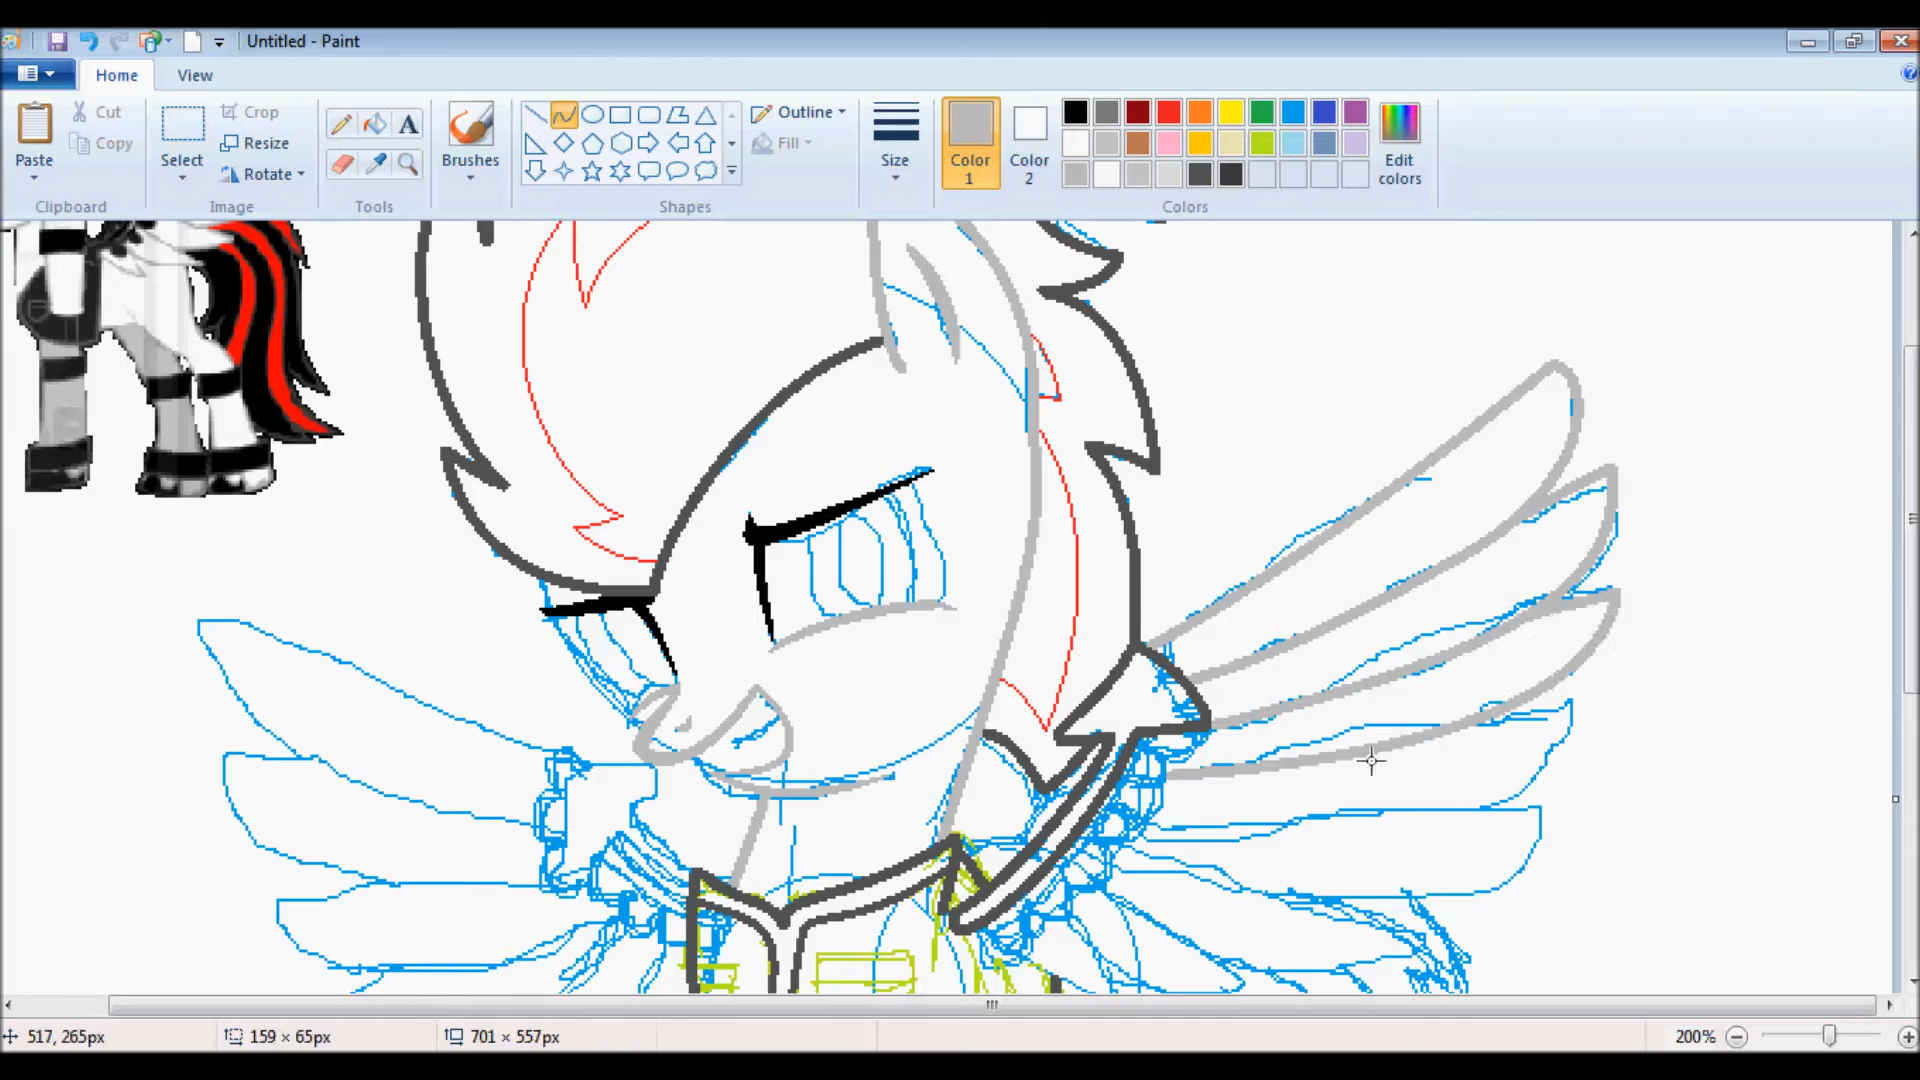 Untitled - Paint
Home
View
Paste
Cut
Copy
Clipboard
Select
Crop
Resize
Rotate
Image
A
Tools
Brushes
Shapes
Outline
Fill
Size
Color
1
Color
2
Edit
colors
Colors
517, 265px
159 × 65px
701 × 557px
200%